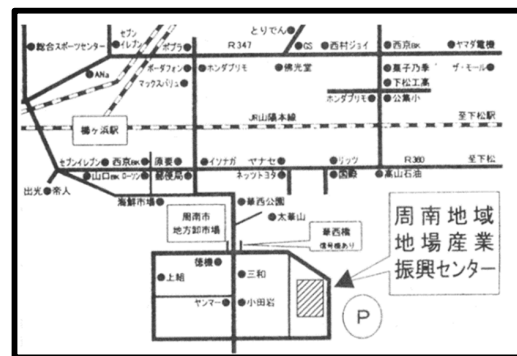 とりでん
セブン
イレブン
ポプラ
R347
GS
西村ジョイ
西京BK
ヤマダ電機
総合スポーツセンター
ボーダフォン
ホンダプリモ
佛光堂
菓子乃季
ザ・モール
ANa
マックスバリュ
下松工高
ホンダプリモ
公集小
櫛ヶ浜駅
JR山陽本線
至下松駅
セブンイレブン
西京BK
原要
イソナガ
ヤナセ
リッツ
R380
至下松
山口BK
ローソン
郵便局
ネッツトヨタ
国際
高山石油
出光
帝人
海鮮市場
華西公園
周南市
地方卸市場
太華山
華西橋
信号機あり
周南地域
地場産業
振興センター
上組
三和
ヤンマー
小田岩
P